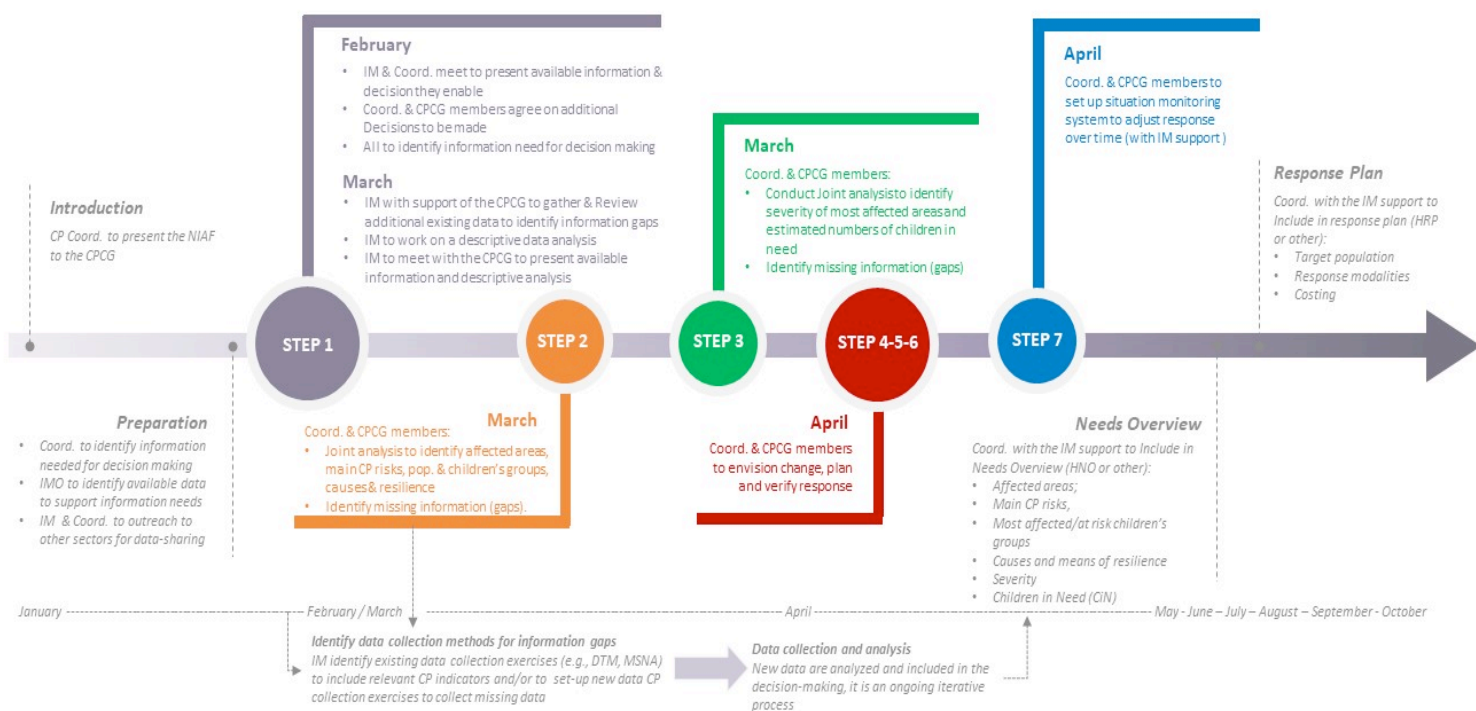 February
• IM & Coord. meet to present available information &
decision they enable
• Coord. & CPCG members agree on additional
Decisions to be made
• All to identify information need for decision making
March
• IM with support of the CPCG to gather & Review
additional existing data to identify information gaps
• IM to work on a descriptive data analysis
• IM to meet with the CPCG to present available
information and descriptive analysis
March
Coord. & CPCG members:
• Conduct Joint analysisto identify
severity of most affected areas and
estimated numbers of children in
need
• Identify missing information (gaps)
April
Coord. & CPCG members to
set up situation monitoring
system to adjust response
over time (with IM support )
Response Plan
Coord. with the IM support to
Include in response plan (HRP
or other):
• Target population
• Response modalities
• Costing
Introduction
CP Coord. to present the NIAF
to the CPCG
STEP 1
STEP 2
STEP 3
STEP 4-5-6
STEP 7
Preparation
• Coord. to identify information
needed for decision making
• IMO to identify available data
to support information needs
• IM & Coord. to outreach to
other sectors for data-sharing
March
Coord. & CPCG members:
• Joint analysis to identify affected areas,
main CP risks, pop. & children's groups,
causes & resilience
• Identify missing information (gaps).
April
Coord. & CPCG members
to envision change, plan
and verify response
Needs Overview
Coord. with the IM support to Include in
Needs Overview (HNO or other):
• Affected areas;
• Main CP risks,
• Most affected/at risk children's
groups
• Causes and means of resilience
• Severity
• Children in Need (CiN)
January
February / March
April
May - June – July – August – September - October
Identify data collection methods for information gaps
IM identify existing data collection exercises (e.g., DTM, MSNA)
to include relevant CP indicators and/or to set-up new data CP
collection exercises to collect missing data
Data collection and analysis
New data are analyzed and included in the
decision-making, it is an ongoing iterative
process